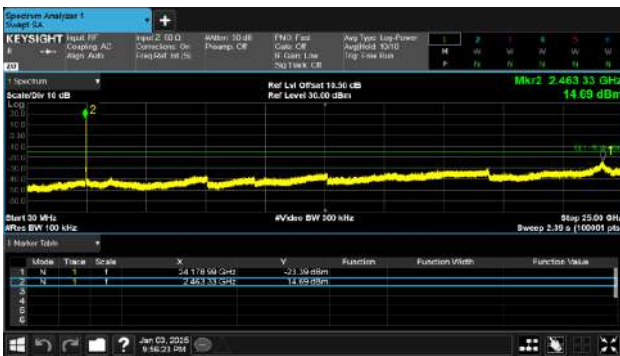 Spectrum Analyzer 1
Swept SA
+
KEYSIGHT
Input: RF
Coupling: AC
Align: Auto
Input Z: 50 Ω
Corrections: On
Freq Ref: Int (S)
#Atten: 30 dB
Preamp: Off
PNO: Fast
Gate: Off
IF Gain: Low
Sig Track: Off
Avg Type: Log-Power
Avg|Hold: 10/10
Trig: Free Run
1 Spectrum
Scale/Div 10 dB
Ref Lvl Offset 10.50 dB
Ref Level 30.00 dBm
Mkr2 2.463 33 GHz
14.69 dBm
Log
2
1
Start 30 MHz
#Res BW 100 kHz
#Video BW 300 kHz
Stop 25.00 GHz
Sweep 2.39 s (100001 pts)
Marker Table
Mode Trace Scale X Y Function Function Width Function Value
1 N 1 f 24.178 99 GHz -23.39 dBm
2 N 1 f 2.463 33 GHz 14.69 dBm
3
4
5
6
?
Jan 03, 2025
9:56:23 PM